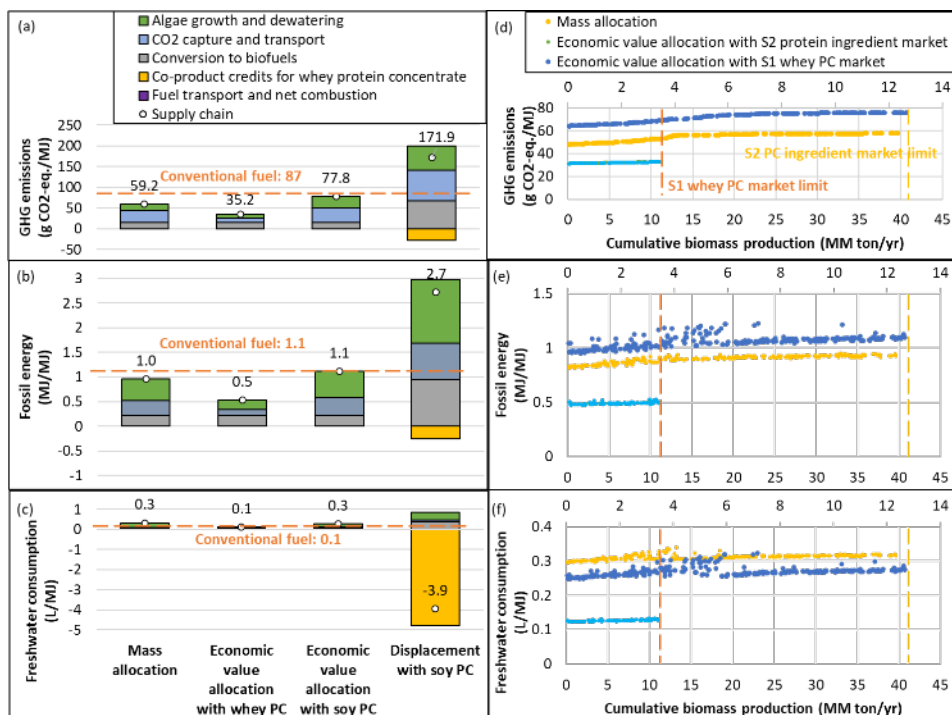 (a)
Algae growth and dewatering
CO2 capture and transport
Conversion to biofuels
Co-product credits for whey protein concentrate
Fuel transport and net combustion
Supply chain
GHG emissions
(g CO2-eq./MJ)
250
200
150
100
50
0
-50
Conventional fuel: 87
59.2
35.2
77.8
171.9
(b)
Fossil energy
(MJ/MJ)
3
2.5
2
1.5
1
0.5
0
-0.5
-1
Conventional fuel: 1.1
1.0
0.5
1.1
2.7
(c)
Freshwater consumption
(L/MJ)
1
0
-1
-2
-3
-4
-5
0.3
0.1
0.3
-3.9
Conventional fuel: 0.1
Mass
allocation
Economic
value
allocation
with whey PC
Economic
value
allocation
with soy PC
Displacement
with soy PC
(d)
Mass allocation
Economic value allocation with S2 protein ingredient market
Economic value allocation with S1 whey PC market
0 2 4 6 8 10 12 14
GHG emissions
(g CO2-eq./MJ)
80
60
40
20
0
S2 PC ingredient market limit
S1 whey PC market limit
0 5 10 15 20 25 30 35 40 45
Cumulative biomass production (MM ton/yr)
(e)
0 2 4 6 8 10 12 14
Fossil energy
(MJ/MJ)
1.5
1
0.5
0
0 5 10 15 20 25 30 35 40 45
(f)
0 2 4 6 8 10 12 14
Freshwater consumption
(L/MJ)
0.4
0.3
0.2
0.1
0
0 5 10 15 20 25 30 35 40 45
Cumulative biomass production (MM ton/yr)